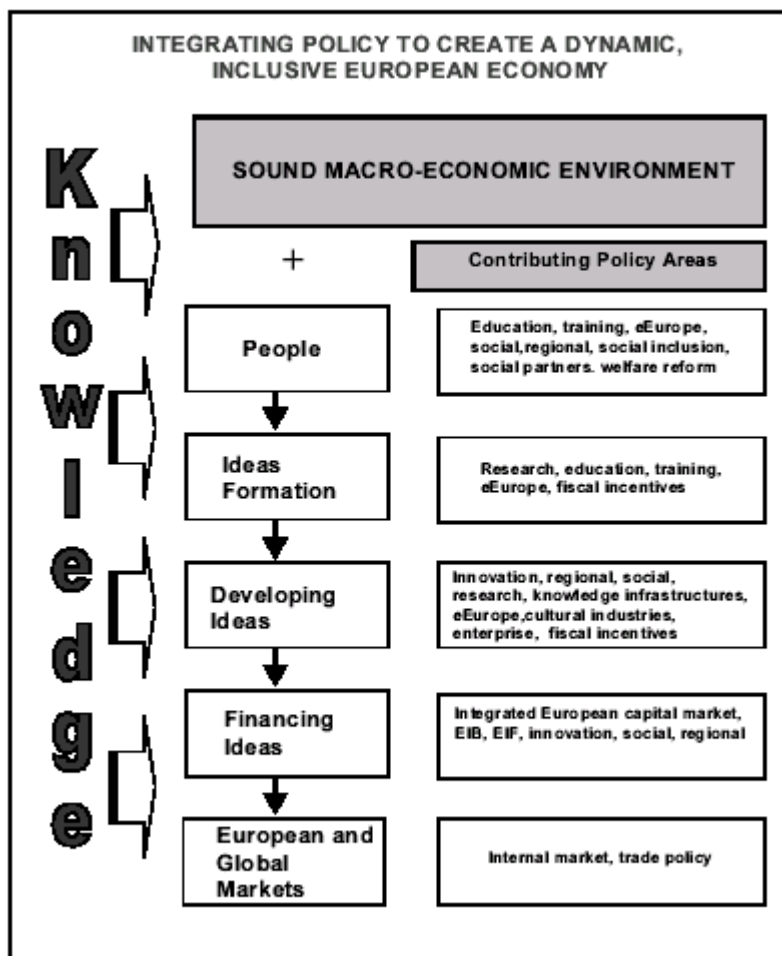 INTEGRATING POLICY TO CREATE A DYNAMIC,
INCLUSIVE EUROPEAN ECONOMY
Knowledge
SOUND MACRO-ECONOMIC ENVIRONMENT
+
Contributing Policy Areas
People
Education, training, eEurope,
social,regional, social inclusion,
social partners. welfare reform
Ideas
Formation
Research, education, training,
eEurope, fiscal incentives
Developing
Ideas
Innovation, regional, social,
research, knowledge infrastructures,
eEurope,cultural industries,
enterprise, fiscal incentives
Financing
Ideas
Integrated European capital market,
EIB, EIF, innovation, social, regional
European and
Global
Markets
Internal market, trade policy